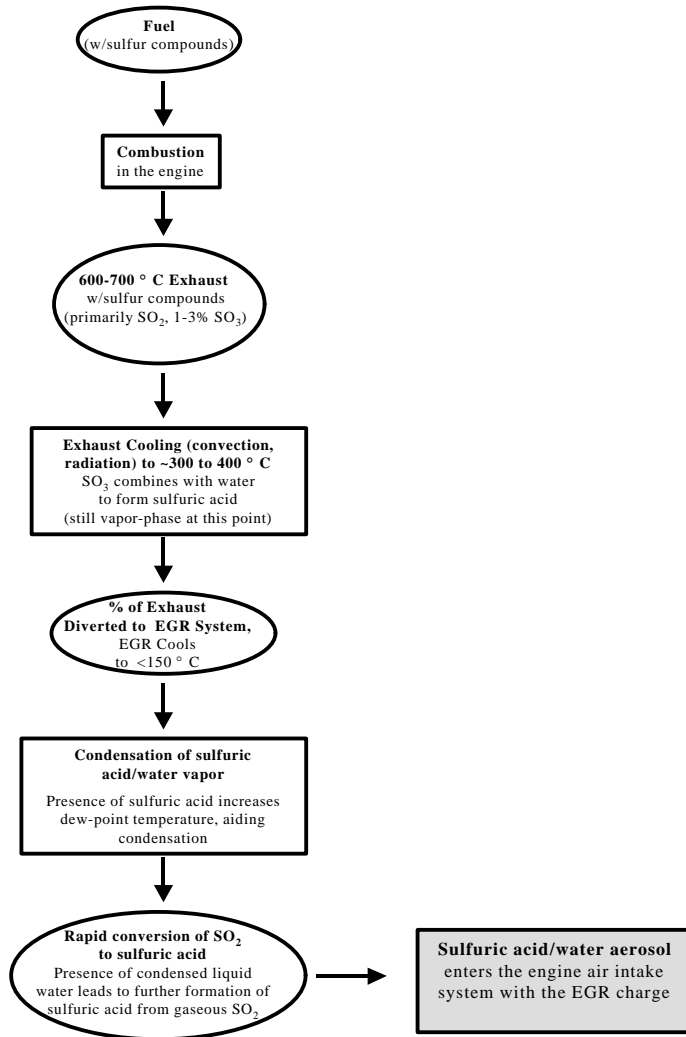 Fuel
(w/sulfur compounds)
Combustion
in the engine
600-700 ° C Exhaust
w/sulfur compounds
(primarily SO₂, 1-3% SO₃)
Exhaust Cooling (convection,
radiation) to ~300 to 400 ° C
SO₃ combines with water
to form sulfuric acid
(still vapor-phase at this point)
% of Exhaust
Diverted to EGR System,
EGR Cools
to <150 ° C
Condensation of sulfuric
acid/water vapor
Presence of sulfuric acid increases
dew-point temperature, aiding
condensation
Rapid conversion of SO₂
to sulfuric acid
Presence of condensed liquid
water leads to further formation of
sulfuric acid from gaseous SO₂
Sulfuric acid/water aerosol
enters the engine air intake
system with the EGR charge